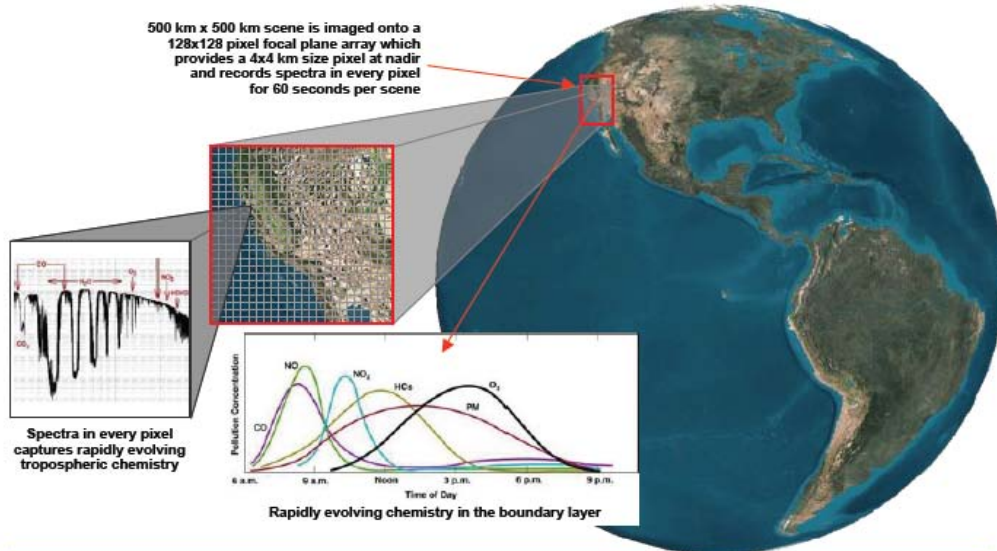 500 km x 500 km scene is imaged onto a
128x128 pixel focal plane array which
provides a 4x4 km size pixel at nadir
and records spectra in every pixel
for 60 seconds per scene
CO
O₃
Spectra in every pixel
captures rapidly evolving
tropospheric chemistry
Pollution Concentration
CO
NO
NO₂
HCs
PM
O₃
6 a.m.
9 a.m.
Noon
3 p.m.
6 p.m.
9 p.m.
Time of Day
Rapidly evolving chemistry in the boundary layer